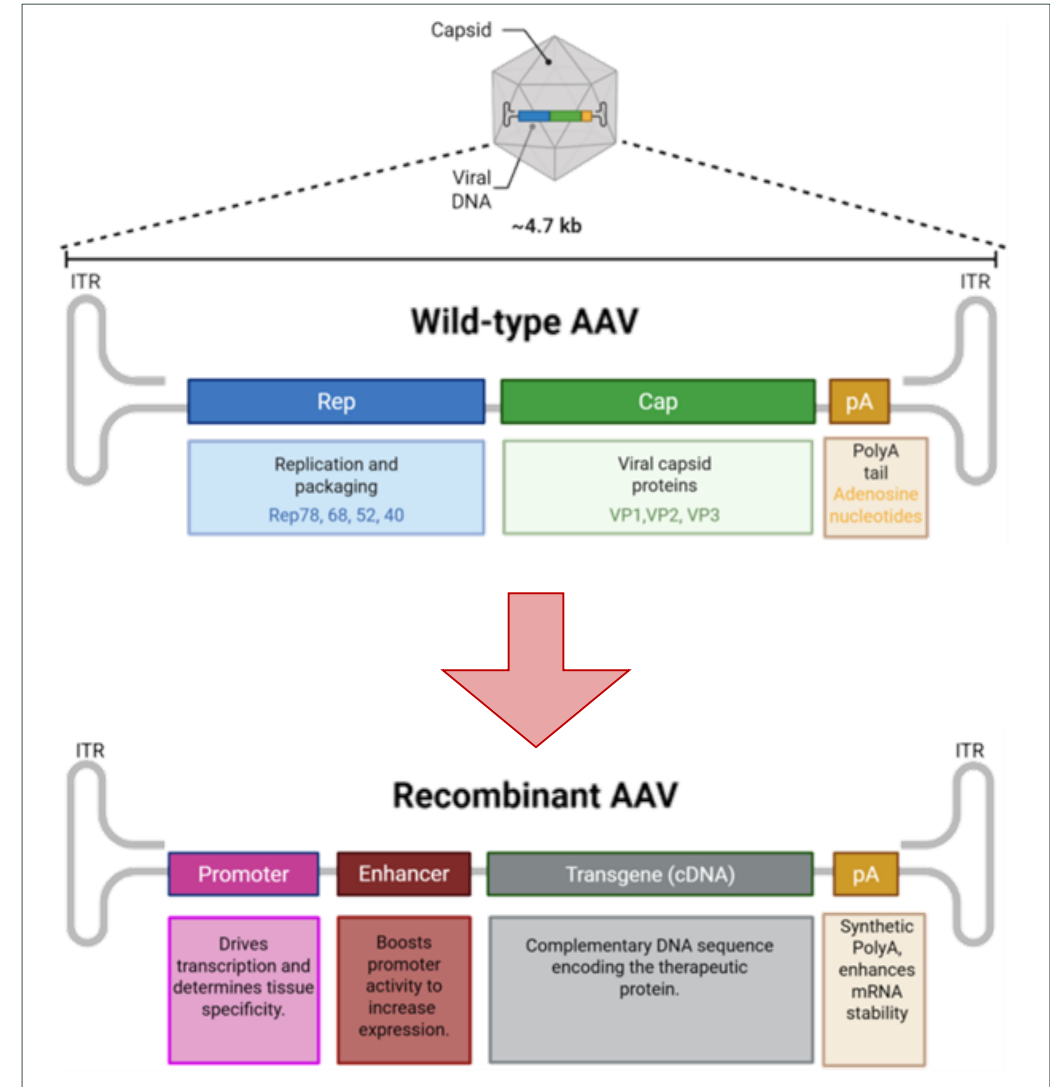 Capsid
Viral
DNA
~4.7 kb
ITR
ITR
Wild-type AAV
Rep
Cap
pA
Replication and
packaging
Rep78, 68, 52, 40
Viral capsid
proteins
VP1,VP2, VP3
PolyA
tail
Adenosine
nucleotides
ITR
ITR
Recombinant AAV
Promoter
Enhancer
Transgene (cDNA)
pA
Drives
transcription and
determines tissue
specificity.
Boosts
promoter
activity to
increase
expression.
Complementary DNA sequence
encoding the therapeutic
protein.
Synthetic
PolyA,
enhances
mRNA
stability